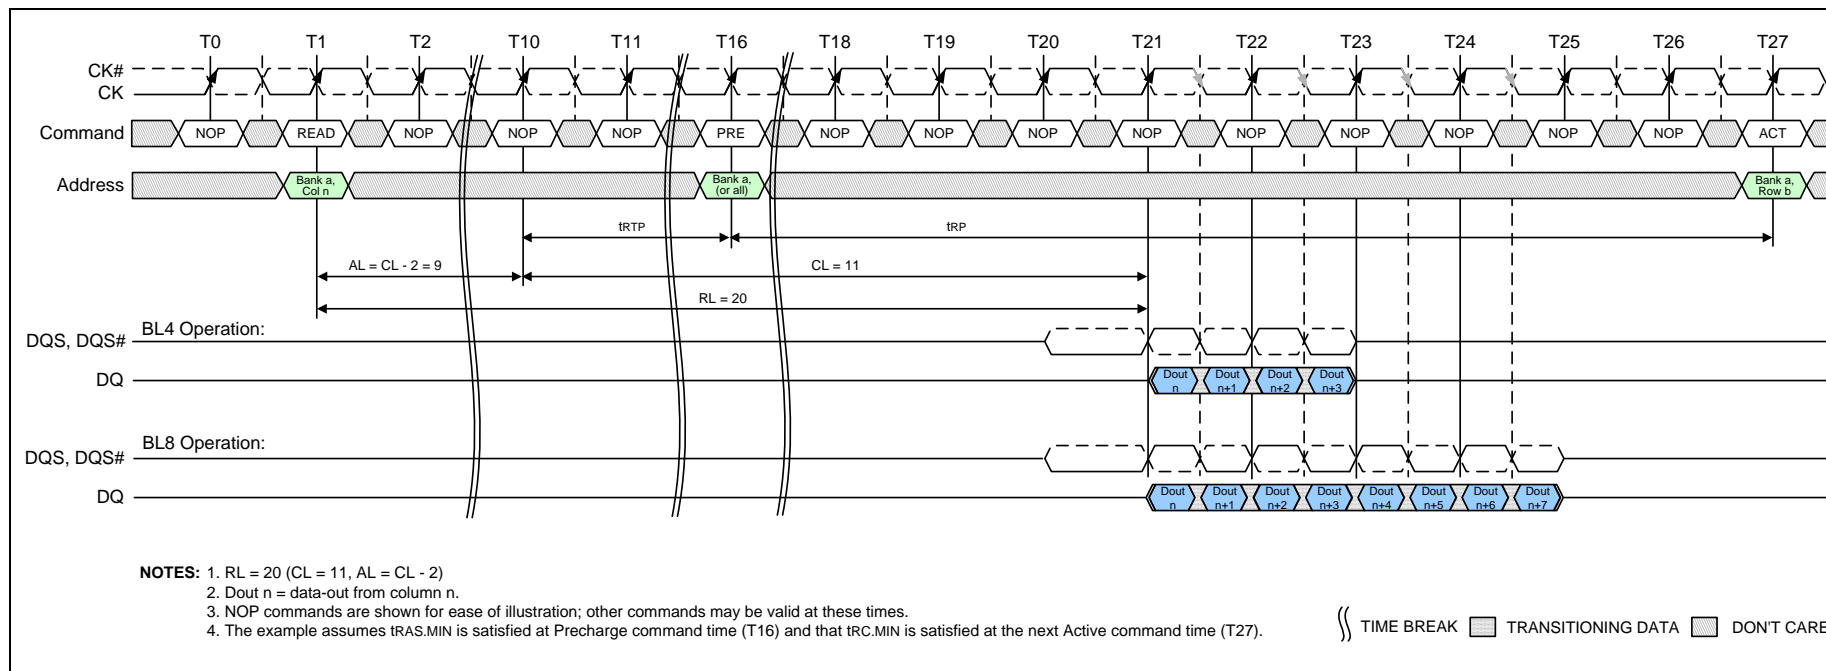 T0 T1 T2 T10 T11 T16 T18 T19 T20 T21 T22 T23 T24 T25 T26 T27
CK#
CK
Command NOP READ NOP NOP NOP PRE NOP NOP NOP NOP NOP NOP NOP NOP NOP ACT
Address Bank a, Col n Bank a, (or all) Bank a, Row b
tRTP tRP
AL = CL - 2 = 9 CL = 11
RL = 20
BL4 Operation:
DQS, DQS#
DQ Dout n Dout n+1 Dout n+2 Dout n+3
BL8 Operation:
DQS, DQS#
DQ Dout n Dout n+1 Dout n+2 Dout n+3 Dout n+4 Dout n+5 Dout n+6 Dout n+7
NOTES: 1. RL = 20 (CL = 11, AL = CL - 2)
2. Dout n = data-out from column n.
3. NOP commands are shown for ease of illustration; other commands may be valid at these times.
4. The example assumes tRAS.MIN is satisfied at Precharge command time (T16) and that tRC.MIN is satisfied at the next Active command time (T27).
TIME BREAK TRANSITIONING DATA DON'T CARE